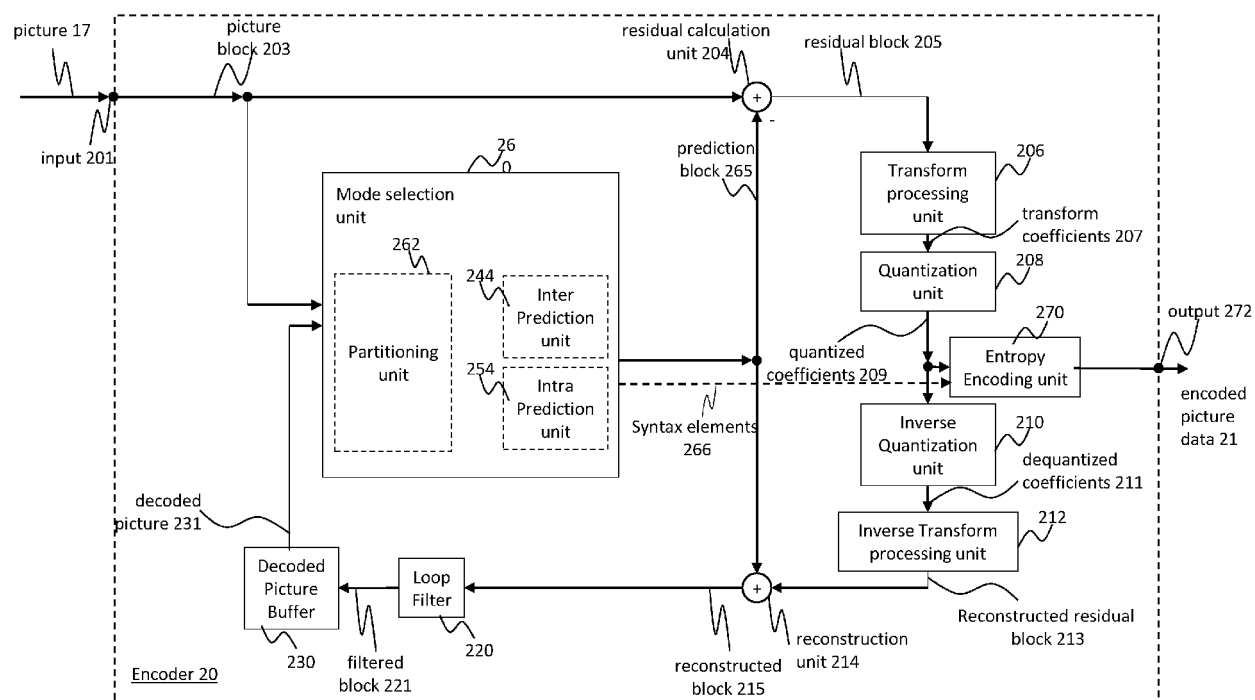 picture 17
picture
block 203
residual calculation
unit 204
residual block 205
input 201
prediction
block 265
26
0
Mode selection
unit
262
Partitioning
unit
244
Inter
Prediction
unit
254
Intra
Prediction
unit
206
Transform
processing
unit
transform
coefficients 207
208
Quantization
unit
270
output 272
quantized
coefficients 209
Entropy
Encoding unit
encoded
picture
data 21
Syntax elements
266
210
Inverse
Quantization
unit
dequantized
coefficients 211
212
Inverse Transform
processing unit
decoded
picture 231
Decoded
Picture
Buffer
230
Loop
Filter
220
filtered
block 221
reconstructed
block 215
+
+
-
reconstruction
unit 214
Reconstructed residual
block 213
Encoder 20